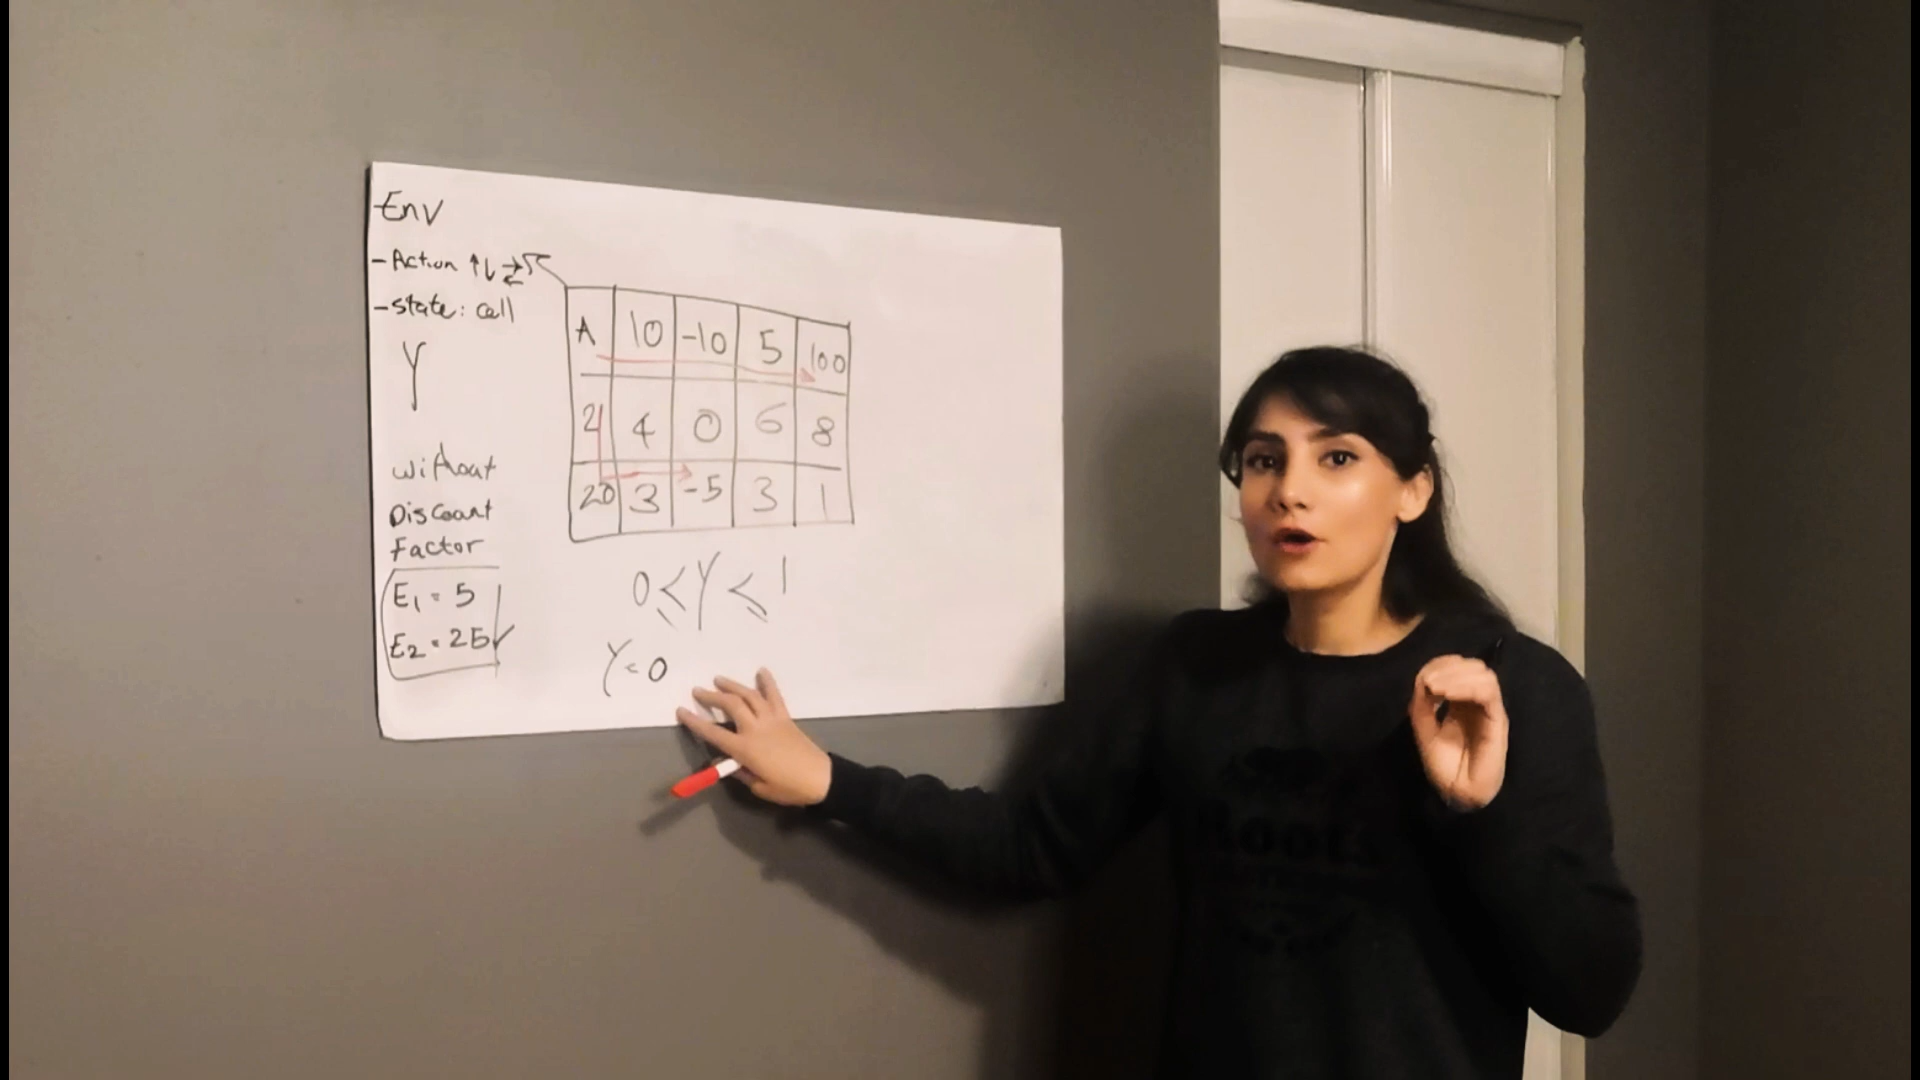 Env
- Action ↑↓⇄
- state: cell
γ
without
Discount
Factor
E₁ = 5
E₂ = 25 ✓
A 10 -10 5 100
21 4 0 6 8
20 3 -5 3 1
0 ≤ γ ≤ 1
γ = 0